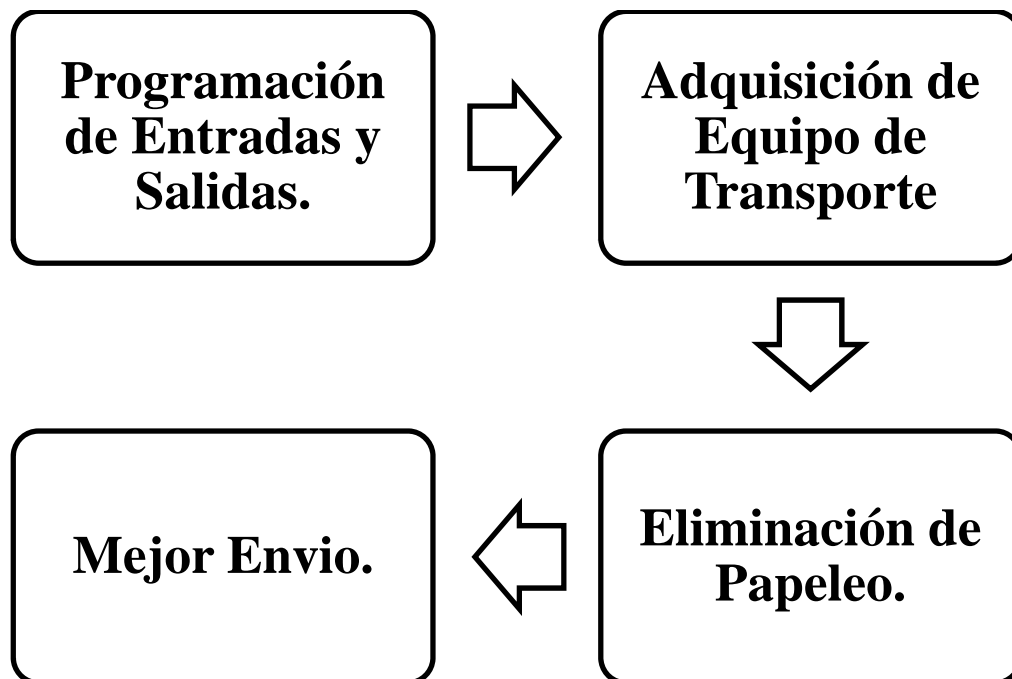 Programación
de Entradas y
Salidas.
Adquisición de
Equipo de
Transporte
Eliminación de
Papeleo.
Mejor Envio.